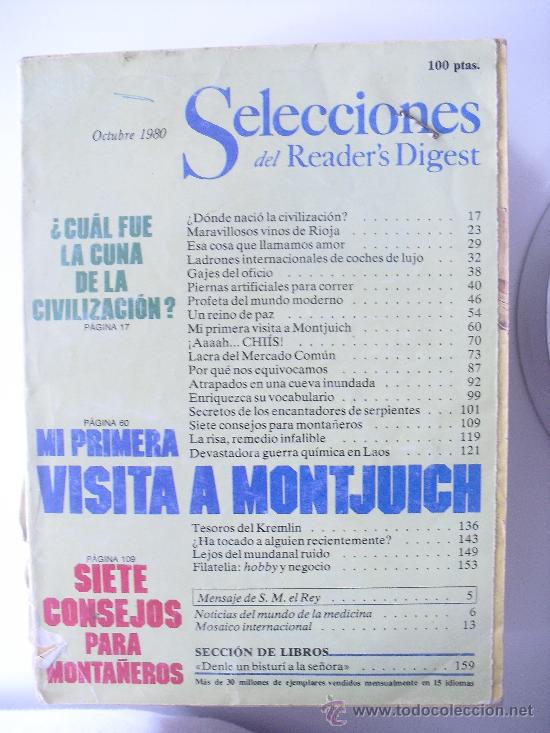 100 ptas.
Octubre 1980
Selecciones
del Reader's Digest
¿CUÁL FUE
LA CUNA
DE LA
CIVILIZACIÓN?
PÁGINA 17
¿Dónde nació la civilización? . . . . . . . . . . 17
Maravillosos vinos de Rioja . . . . . . . . . . 23
Esa cosa que llamamos amor . . . . . . . . . 29
Ladrones internacionales de coches de lujo . . 32
Gajes del oficio . . . . . . . . . . . . . . . . 38
Piernas artificiales para correr . . . . . . . . . 40
Profeta del mundo moderno . . . . . . . . . . 46
Un reino de paz . . . . . . . . . . . . . . . . 54
Mi primera visita a Montjuich . . . . . . . . . 60
¡Aaaah... CHIÍS! . . . . . . . . . . . . . . . 70
Lacra del Mercado Común . . . . . . . . . . . 73
Por qué nos equivocamos . . . . . . . . . . . 87
Atrapados en una cueva inundada . . . . . . . 92
Enriquezca su vocabulario . . . . . . . . . . . 99
Secretos de los encantadores de serpientes . . . 101
Siete consejos para montañeros . . . . . . . . 109
La risa, remedio infalible . . . . . . . . . . . 119
Devastadora guerra química en Laos . . . . . . 121
PÁGINA 60
MI PRIMERA
VISITA A MONTJUICH
Tesoros del Kremlin . . . . . . . . . . . . . . 136
¿Ha tocado a alguien recientemente? . . . . . . 143
Lejos del mundanal ruido . . . . . . . . . . . 149
Filatelia: hobby y negocio . . . . . . . . . . . 153
PÁGINA 109
SIETE
CONSEJOS
PARA
MONTAÑEROS
Mensaje de S. M. el Rey . . . . . . . . . . . . 5
Noticias del mundo de la medicina . . . . . . . 6
Mosaico internacional . . . . . . . . . . . . . 13
SECCIÓN DE LIBROS
«Denle un bisturí a la señora» . . . . . . . . . 159
Más de 30 millones de ejemplares vendidos mensualmente en 15 idiomas
todocoleccion
www.todocoleccion.net